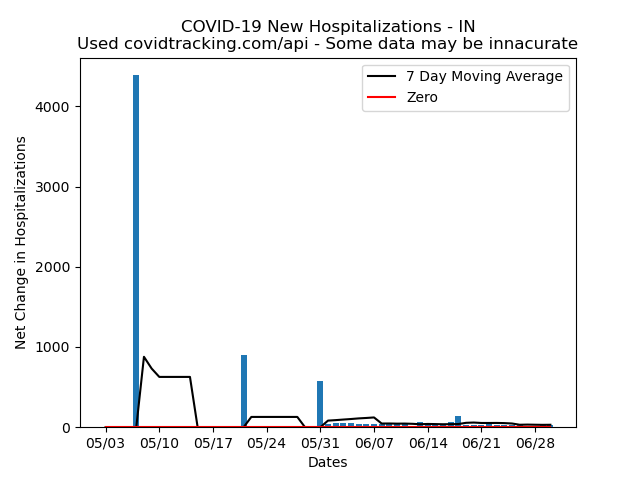 COVID-19 New Hospitalizations - IN
Used covidtracking.com/api - Some data may be innacurate
7 Day Moving Average
Zero
Net Change in Hospitalizations
4000
3000
2000
1000
0
05/03 05/10 05/17 05/24 05/31 06/07 06/14 06/21 06/28
Dates